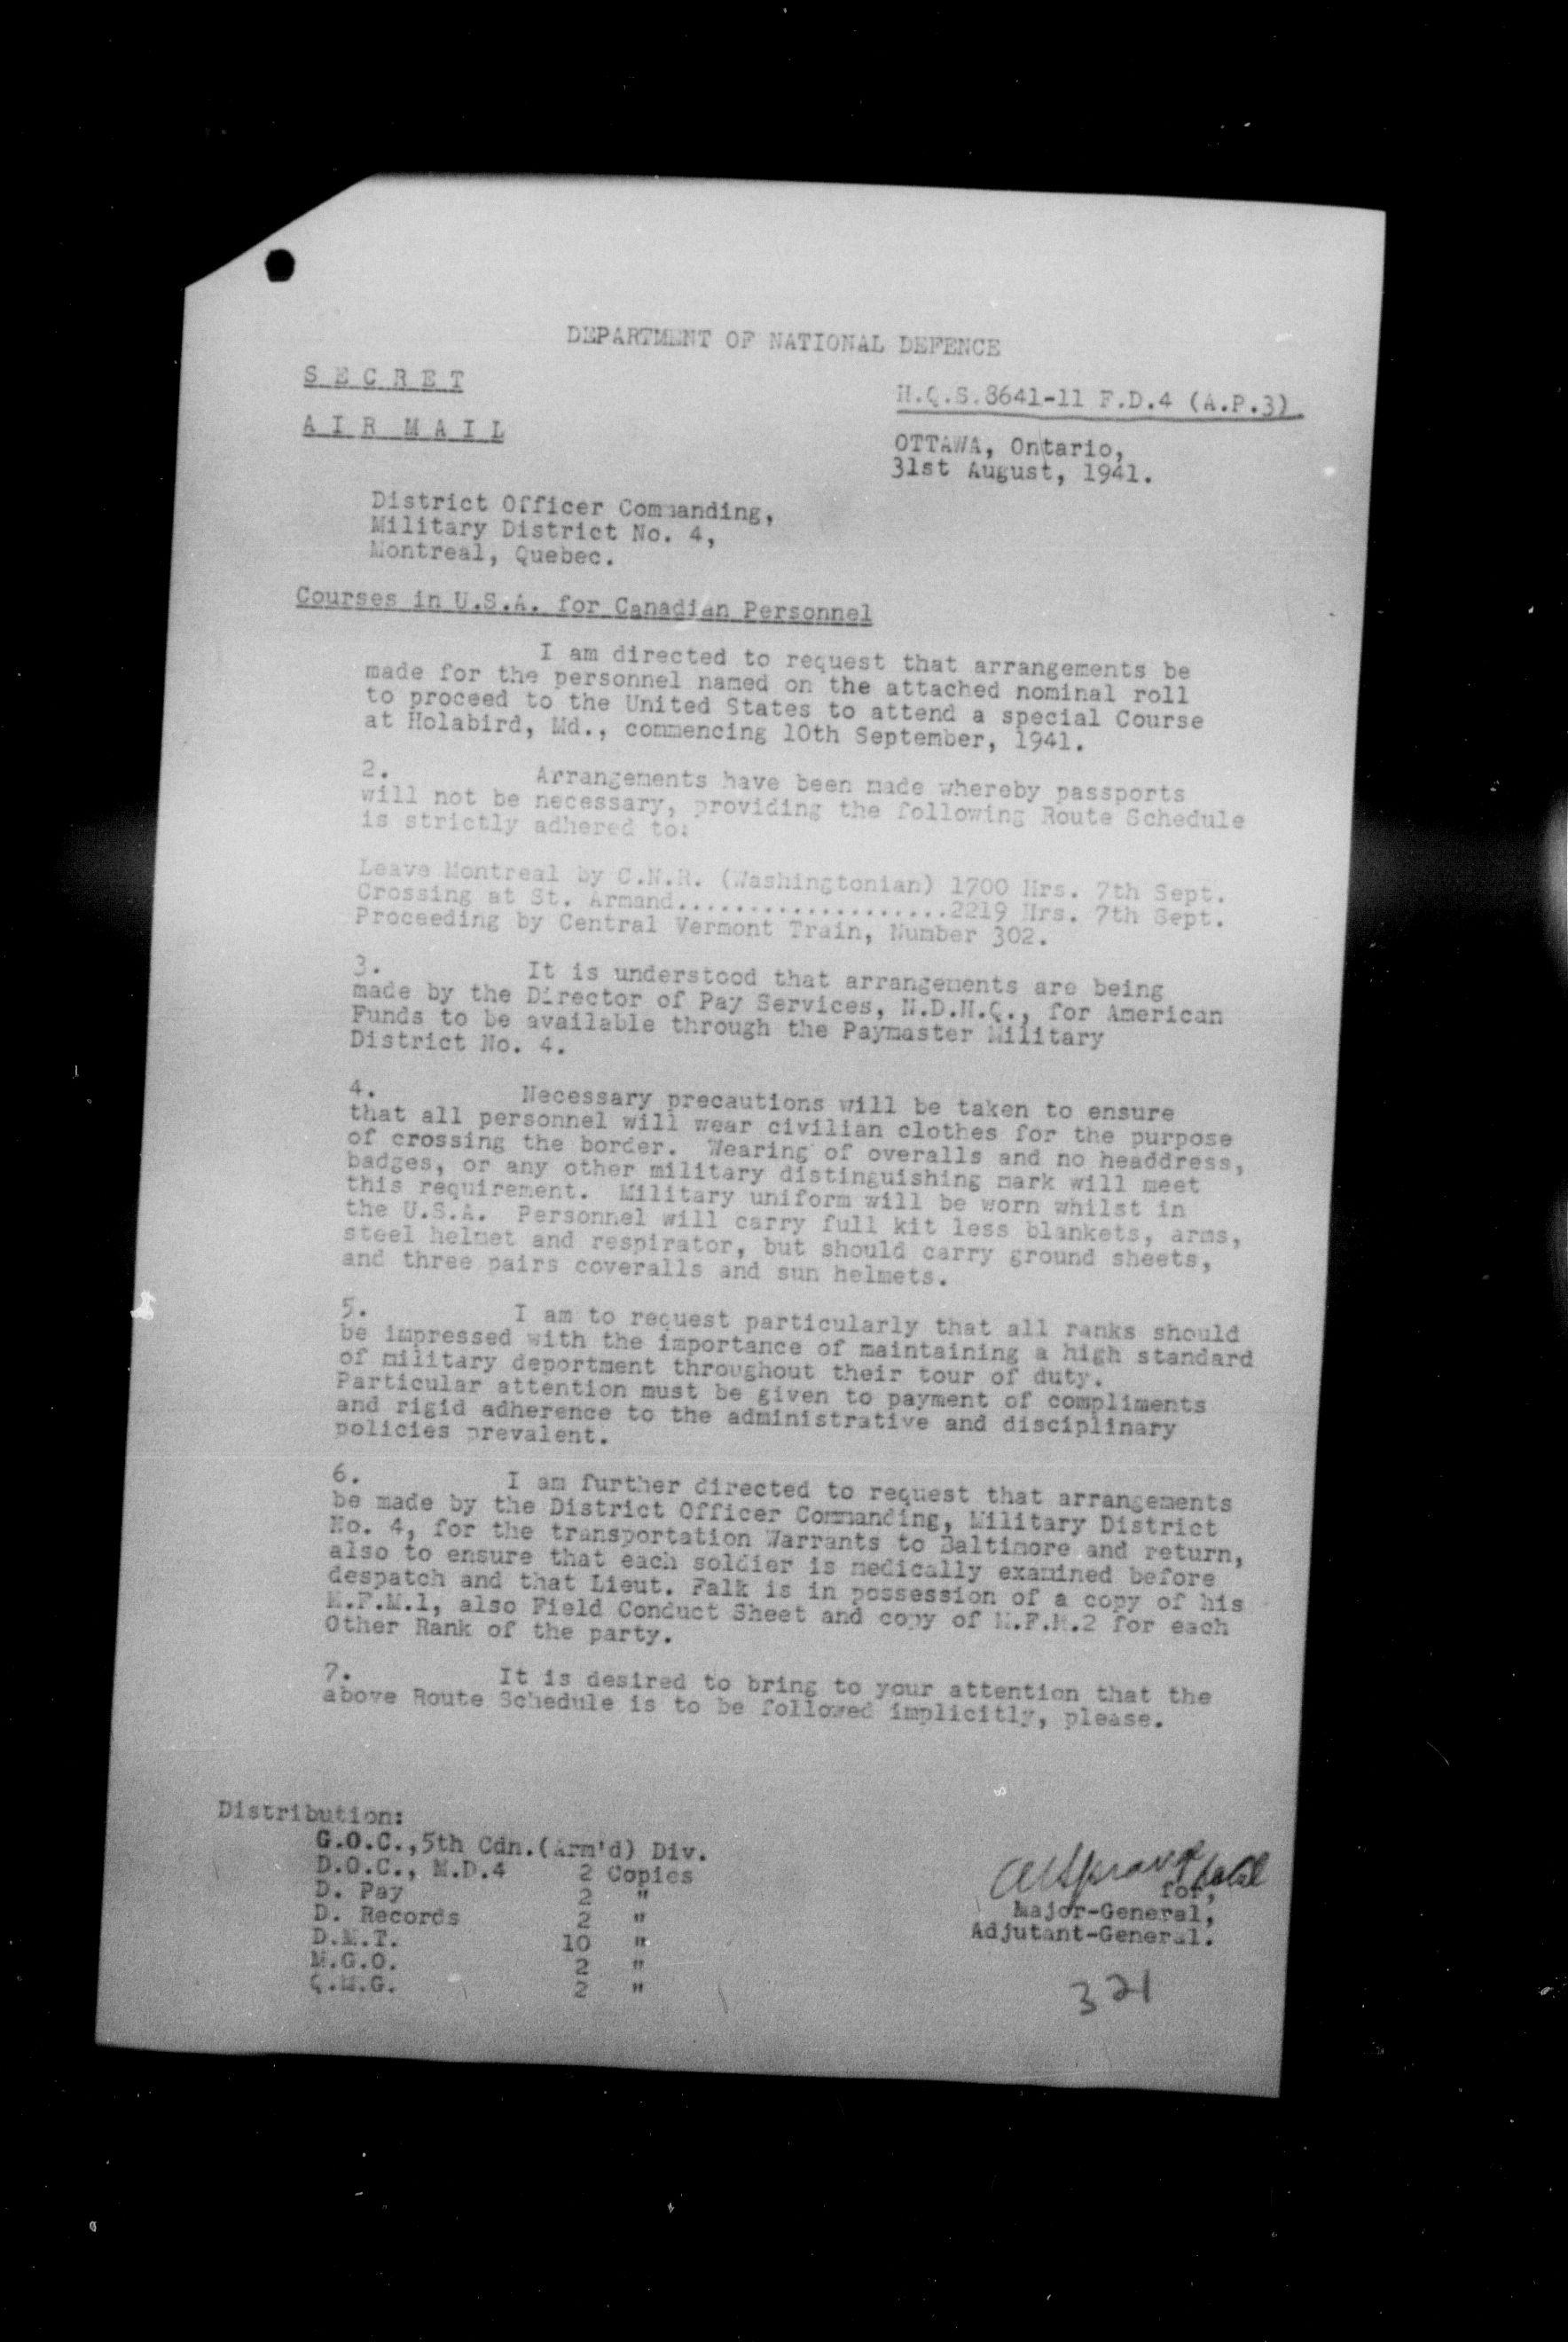 DEPARTMENT OF NATIONAL DEFENCE
S E C R E T
H.Q.S.8641-11 F.D.4 (A.P.3)
A I R M A I L
OTTAWA, Ontario,
31st August, 1941.
District Officer Commanding,
Military District No. 4,
Montreal, Quebec.
Courses in U.S.A. for Canadian Personnel
I am directed to request that arrangements be
made for the personnel named on the attached nominal roll
to proceed to the United States to attend a special Course
at Holabird, Md., commencing 10th September, 1941.
2. Arrangements have been made whereby passports
will not be necessary, providing the following Route Schedule
is strictly adhered to:
Leave Montreal by C.N.R. (Washingtonian) 1700 Hrs. 7th Sept.
Crossing at St. Armand...................2219 Hrs. 7th Sept.
Proceeding by Central Vermont Train, Number 302.
3. It is understood that arrangements are being
made by the Director of Pay Services, N.D.H.Q., for American
Funds to be available through the Paymaster Military
District No. 4.
4. Necessary precautions will be taken to ensure
that all personnel will wear civilian clothes for the purpose
of crossing the border. Wearing of overalls and no headdress,
badges, or any other military distinguishing mark will meet
this requirement. Military uniform will be worn whilst in
the U.S.A. Personnel will carry full kit less blankets, arms,
steel helmet and respirator, but should carry ground sheets,
and three pairs coveralls and sun helmets.
5. I am to request particularly that all ranks should
be impressed with the importance of maintaining a high standard
of military deportment throughout their tour of duty.
Particular attention must be given to payment of compliments
and rigid adherence to the administrative and disciplinary
policies prevalent.
6. I am further directed to request that arrangements
be made by the District Officer Commanding, Military District
No. 4, for the transportation Warrants to Baltimore and return,
also to ensure that each soldier is medically examined before
despatch and that Lieut. Falk is in possession of a copy of his
M.F.M.1, also Field Conduct Sheet and copy of M.F.M.2 for each
Other Rank of the party.
7. It is desired to bring to your attention that the
above Route Schedule is to be followed implicitly, please.
Distribution:
G.O.C.,5th Cdn.(Arm'd) Div.
D.O.C., M.D.4 2 Copies
D. Pay 2 "
D. Records 2 "
D.M.T. 10 "
M.G.O. 2 "
Q.M.G. 2 "
for,
Major-General,
Adjutant-General.
321